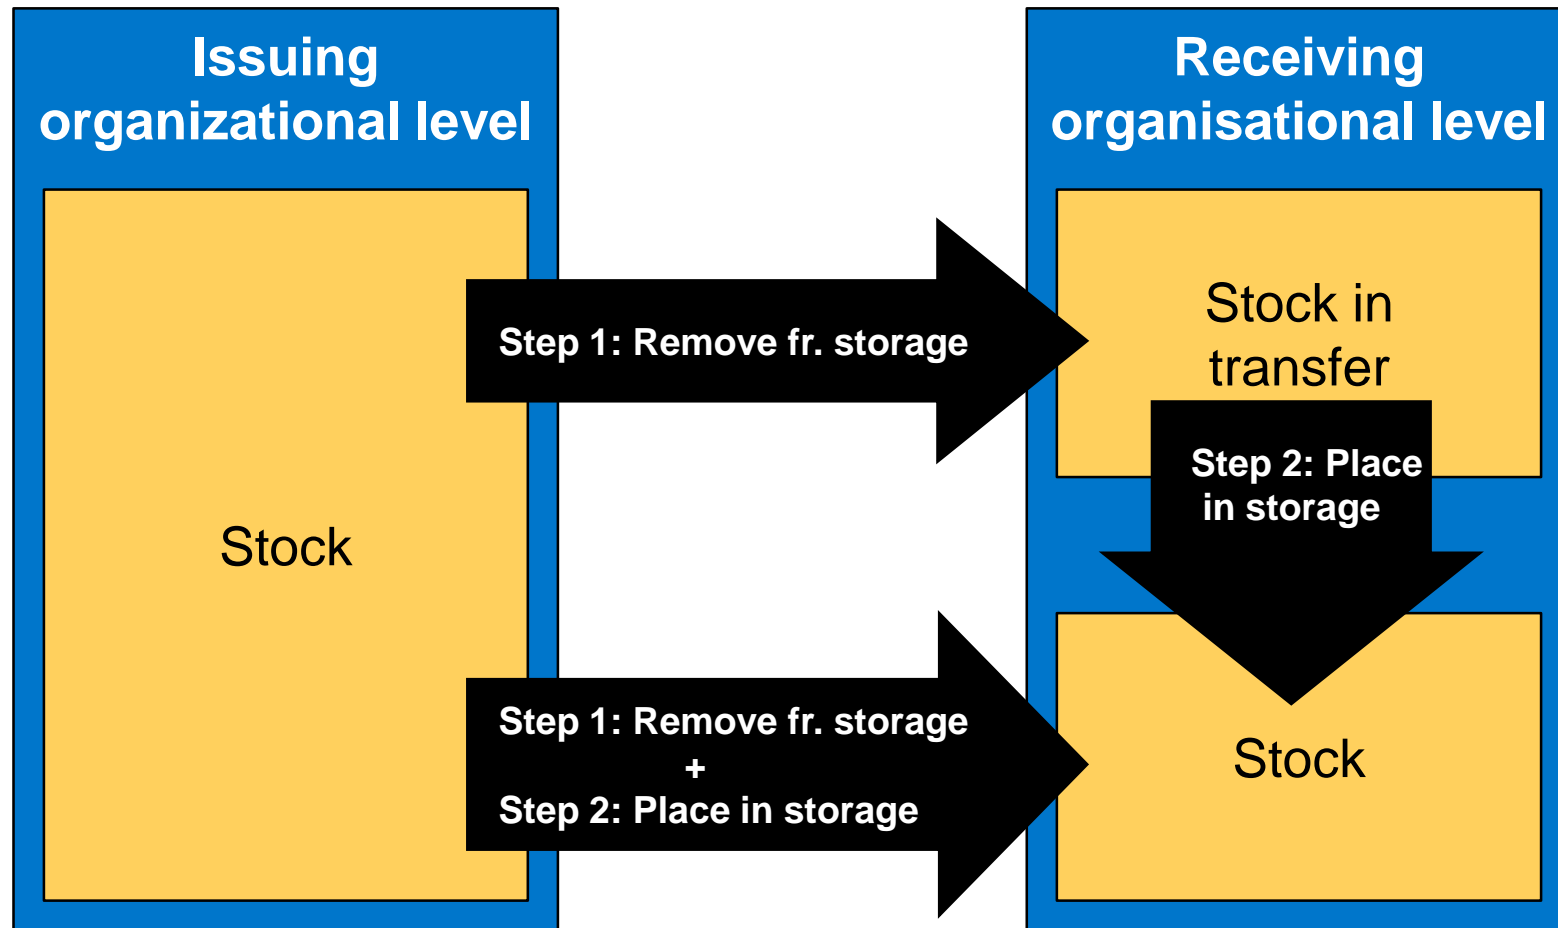 Issuing
organizational level
Stock
Step 1: Remove fr. storage
Step 1: Remove fr. storage
+
Step 2: Place in storage
Receiving
organisational level
Stock in
transfer
Step 2: Place
in storage
Stock